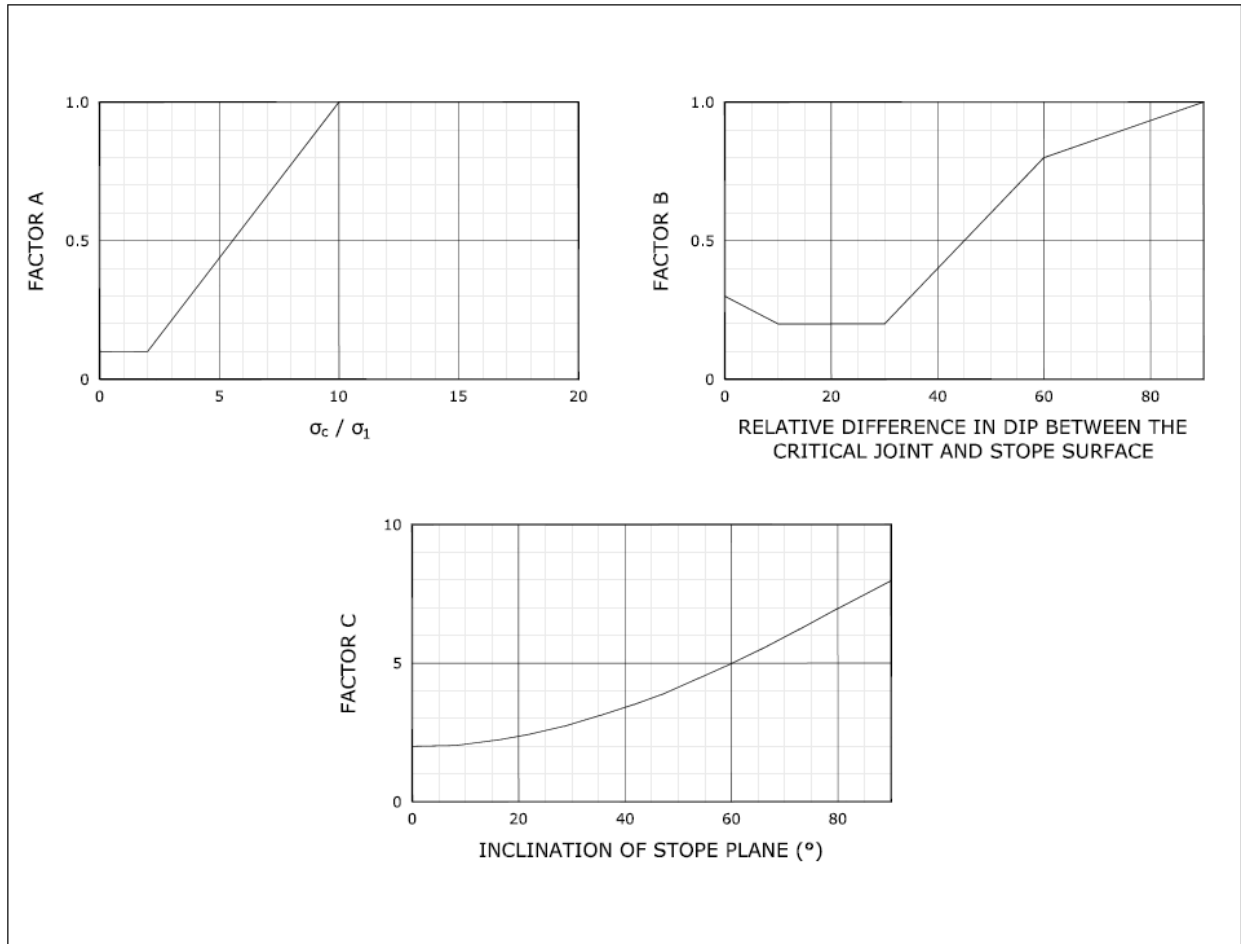 1.0
0.5
0
FACTOR A
0 5 10 15 20
σc / σ1
1.0
0.5
0
FACTOR B
0 20 40 60 80
RELATIVE DIFFERENCE IN DIP BETWEEN THE
CRITICAL JOINT AND STOPE SURFACE
10
5
0
FACTOR C
0 20 40 60 80
INCLINATION OF STOPE PLANE (°)